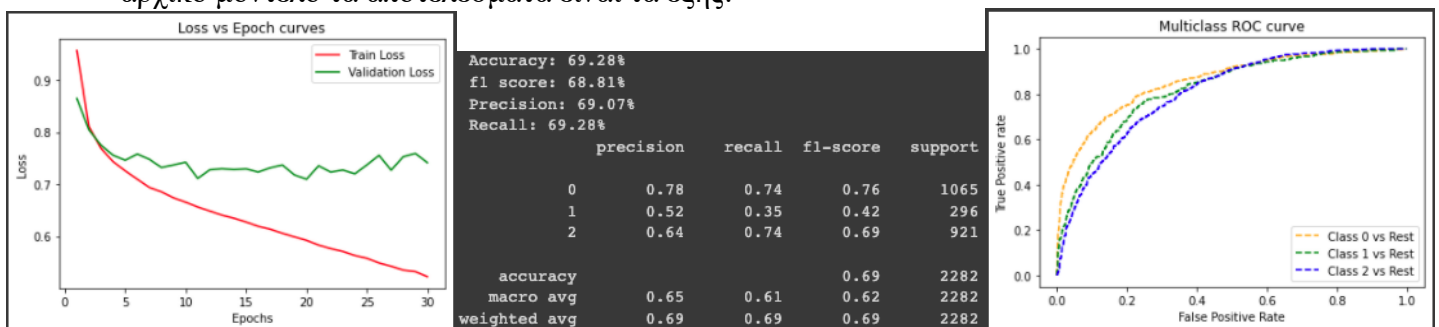 αρχικό μοντέλο τα αποτελέσματα είναι τα εξής:
Loss vs Epoch curves
Train Loss
Validation Loss
0.9
0.8
0.7
0.6
Loss
0 5 10 15 20 25 30
Epochs
Accuracy: 69.28%
f1 score: 68.81%
Precision: 69.07%
Recall: 69.28%
precision recall f1-score support
0 0.78 0.74 0.76 1065
1 0.52 0.35 0.42 296
2 0.64 0.74 0.69 921
accuracy 0.69 2282
macro avg 0.65 0.61 0.62 2282
weighted avg 0.69 0.69 0.69 2282
Multiclass ROC curve
1.0
0.8
0.6
0.4
0.2
0.0
True Positive rate
Class 0 vs Rest
Class 1 vs Rest
Class 2 vs Rest
0.0 0.2 0.4 0.6 0.8 1.0
False Positive Rate